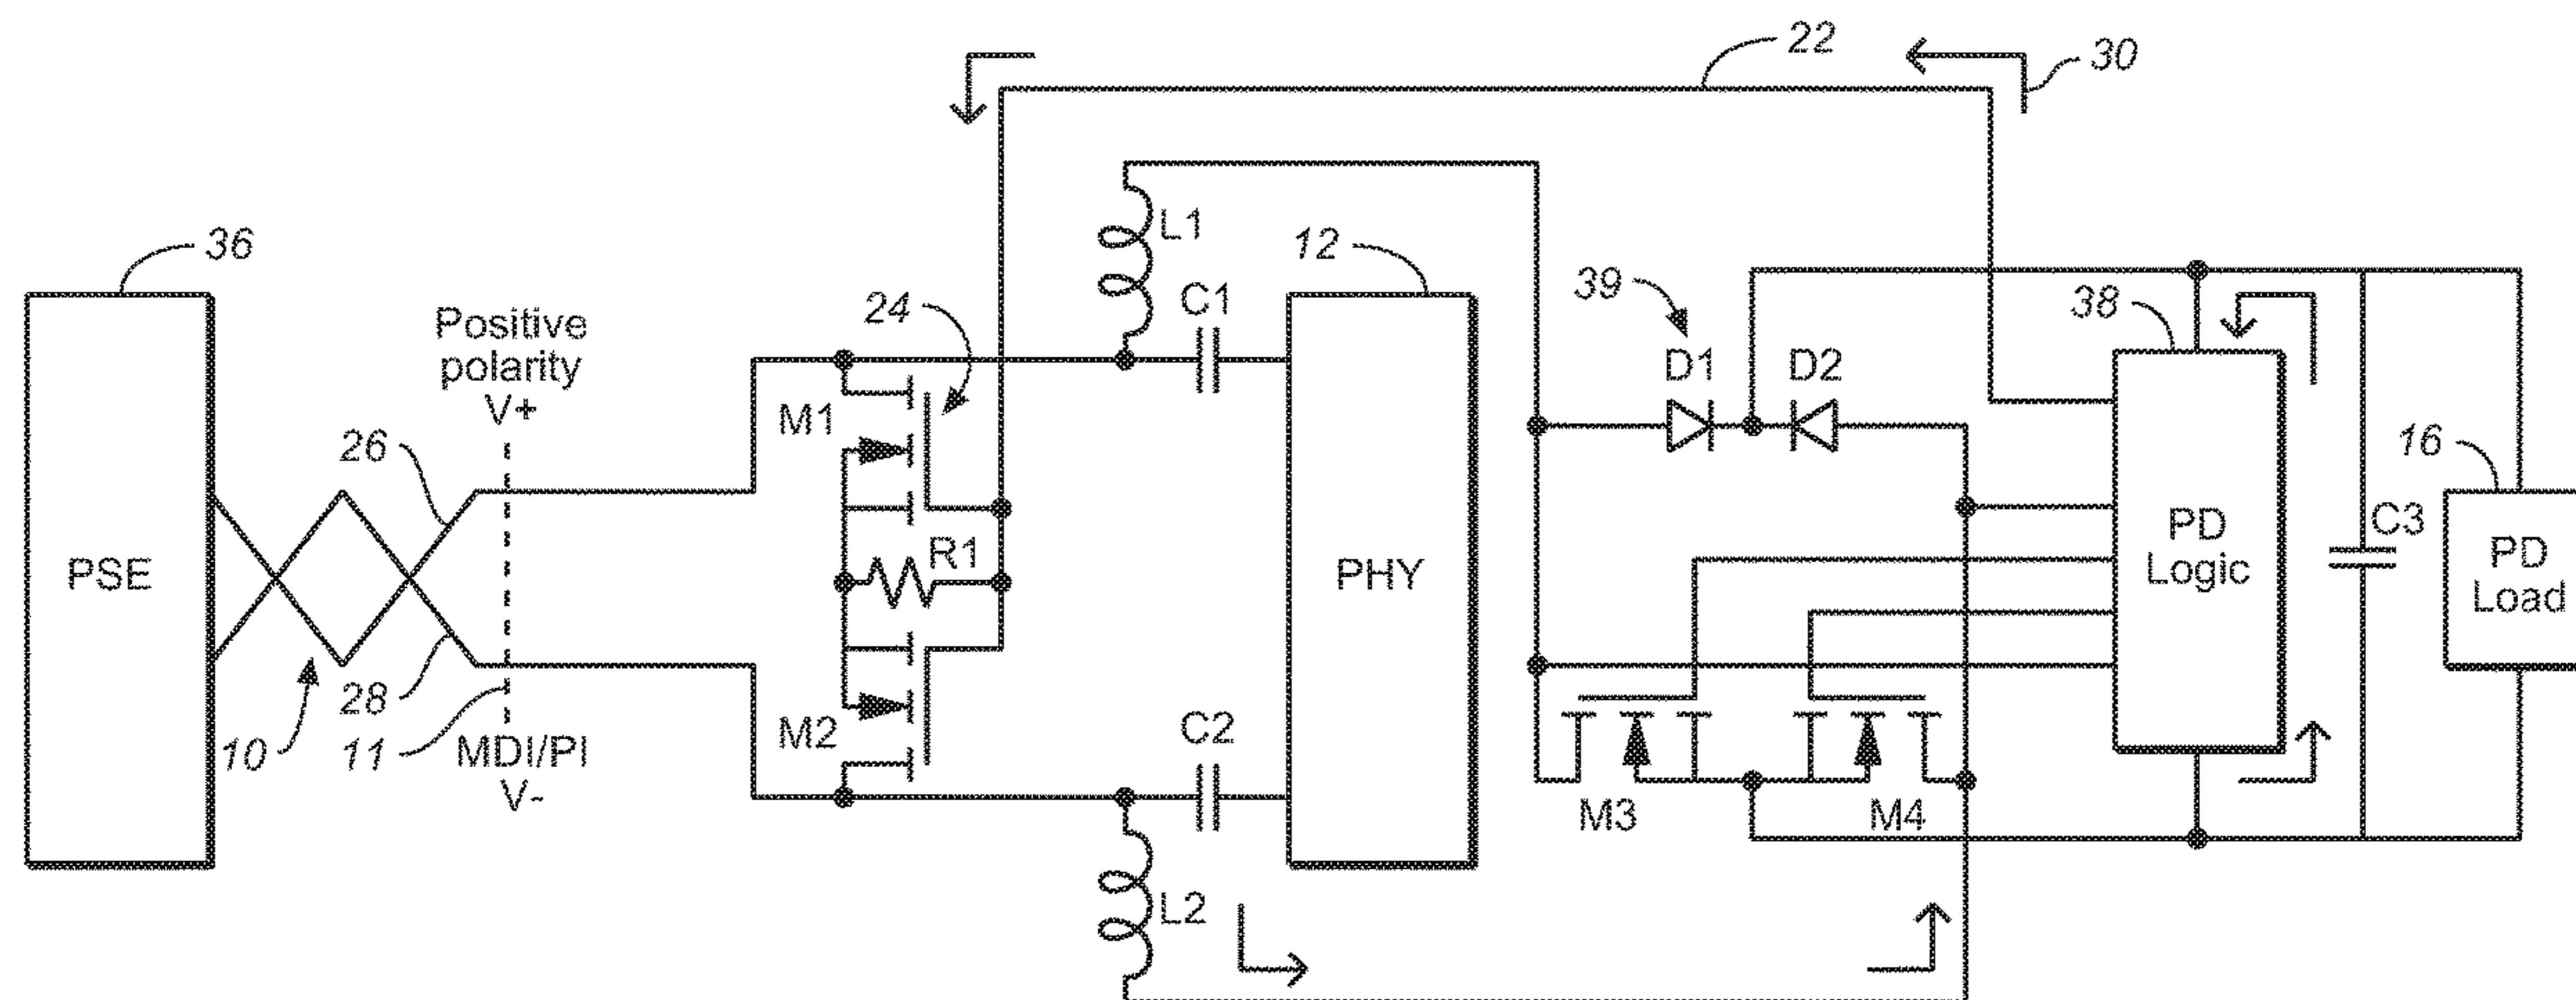 22
30
36
L1
12
39
38
Positive
polarity
V+
24
C1
D1
D2
26
M1
16
R1
PSE
PHY
PD
Logic
C3
PD
Load
28
10
11
MDI/PI
V-
M2
C2
M3
M4
L2